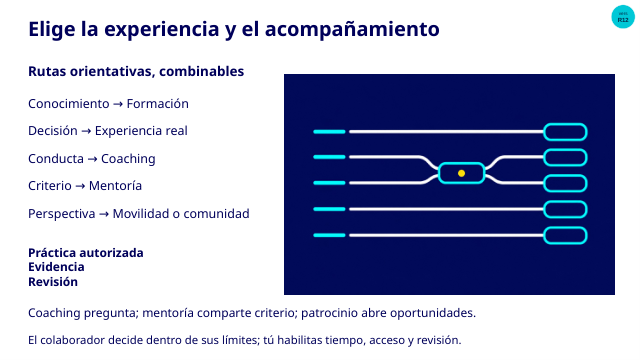 Elige la experiencia y el acompañamiento
R12
Rutas orientativas, combinables
Conocimiento → Formación
Decisión → Experiencia real
Conducta → Coaching
Criterio → Mentoría
Perspectiva → Movilidad o comunidad
Práctica autorizada
Evidencia
Revisión
Coaching pregunta; mentoría comparte criterio; patrocinio abre oportunidades.
El colaborador decide dentro de sus límites; tú habilitas tiempo, acceso y revisión.